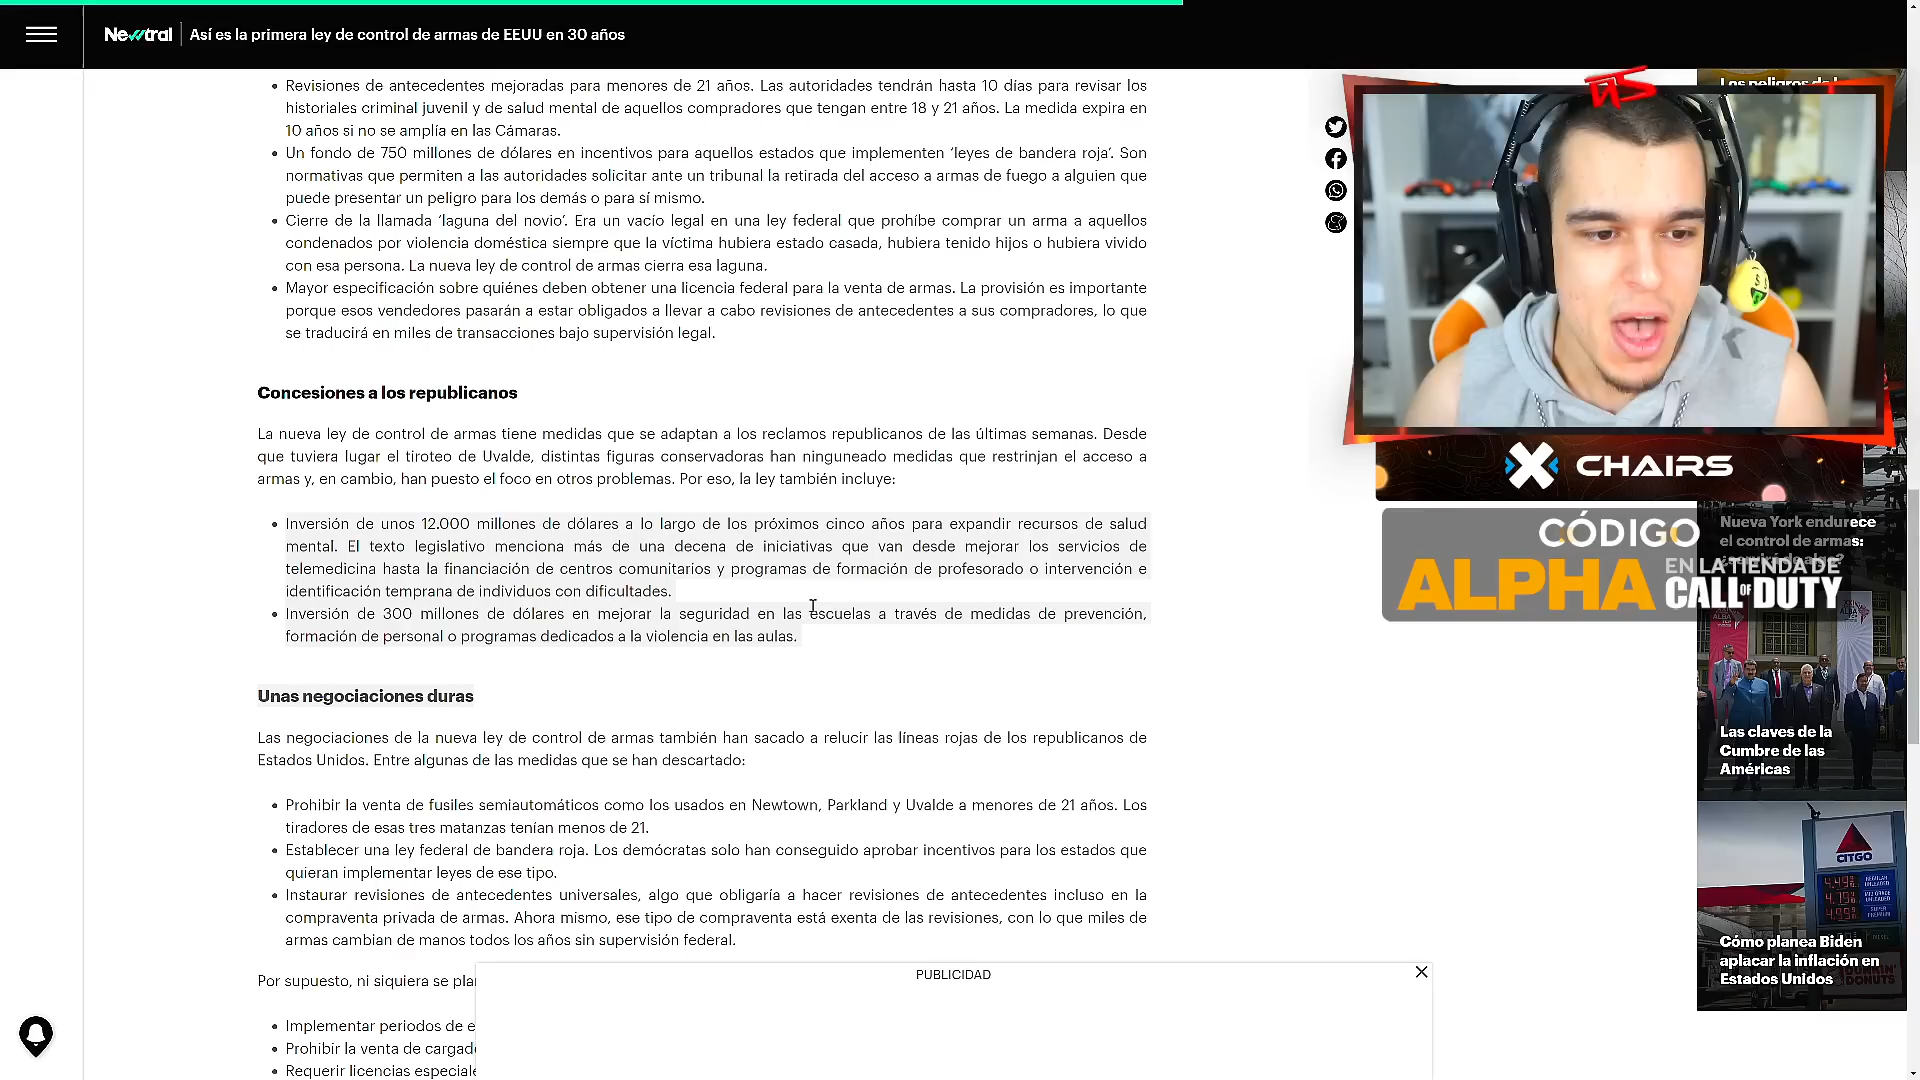 Newtral
Así es la primera ley de control de armas de EEUU en 30 años
Revisiones de antecedentes mejoradas para menores de 21 años. Las autoridades tendrán hasta 10 días para revisar los
historiales criminal juvenil y de salud mental de aquellos compradores que tengan entre 18 y 21 años. La medida expira en
10 años si no se amplía en las Cámaras.
Un fondo de 750 millones de dólares en incentivos para aquellos estados que implementen ‘leyes de bandera roja’. Son
normativas que permiten a las autoridades solicitar ante un tribunal la retirada del acceso a armas de fuego a alguien que
puede presentar un peligro para los demás o para sí mismo.
Cierre de la llamada ‘laguna del novio’. Era un vacío legal en una ley federal que prohíbe comprar un arma a aquellos
condenados por violencia doméstica siempre que la víctima hubiera estado casada, hubiera tenido hijos o hubiera vivido
con esa persona. La nueva ley de control de armas cierra esa laguna.
Mayor especificación sobre quiénes deben obtener una licencia federal para la venta de armas. La provisión es importante
porque esos vendedores pasarán a estar obligados a llevar a cabo revisiones de antecedentes a sus compradores, lo que
se traducirá en miles de transacciones bajo supervisión legal.
Concesiones a los republicanos
La nueva ley de control de armas tiene medidas que se adaptan a los reclamos republicanos de las últimas semanas. Desde
que tuviera lugar el tiroteo de Uvalde, distintas figuras conservadoras han ninguneado medidas que restrinjan el acceso a
armas y, en cambio, han puesto el foco en otros problemas. Por eso, la ley también incluye:
Inversión de unos 12.000 millones de dólares a lo largo de los próximos cinco años para expandir recursos de salud
mental. El texto legislativo menciona más de una decena de iniciativas que van desde mejorar los servicios de
telemedicina hasta la financiación de centros comunitarios y programas de formación de profesorado o intervención e
identificación temprana de individuos con dificultades.
Inversión de 300 millones de dólares en mejorar la seguridad en las escuelas a través de medidas de prevención,
formación de personal o programas dedicados a la violencia en las aulas.
Unas negociaciones duras
Las negociaciones de la nueva ley de control de armas también han sacado a relucir las líneas rojas de los republicanos de
Estados Unidos. Entre algunas de las medidas que se han descartado:
Prohibir la venta de fusiles semiautomáticos como los usados en Newtown, Parkland y Uvalde a menores de 21 años. Los
tiradores de esas tres matanzas tenían menos de 21.
Establecer una ley federal de bandera roja. Los demócratas solo han conseguido aprobar incentivos para los estados que
quieran implementar leyes de ese tipo.
Instaurar revisiones de antecedentes universales, algo que obligaría a hacer revisiones de antecedentes incluso en la
compraventa privada de armas. Ahora mismo, ese tipo de compraventa está exenta de las revisiones, con lo que miles de
armas cambian de manos todos los años sin supervisión federal.
Por supuesto, ni siquiera se pla
Implementar periodos de e
Prohibir la venta de cargad
Requerir licencias especial
PUBLICIDAD
Los peligros de l
X CHAIRS
CÓDIGO
ALPHA
EN LA TIENDA DE
CALL OF DUTY
Nueva York endurece
el control de armas:
Las claves de la
Cumbre de las
Américas
CITGO
Cómo planea Biden
aplacar la inflación en
Estados Unidos